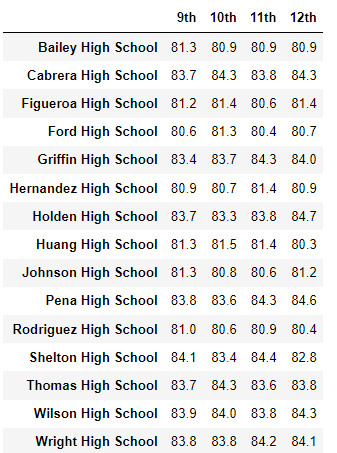 9th 10th 11th 12th
Bailey High School 81.3 80.9 80.9 80.9
Cabrera High School 83.7 84.3 83.8 84.3
Figueroa High School 81.2 81.4 80.6 81.4
Ford High School 80.6 81.3 80.4 80.7
Griffin High School 83.4 83.7 84.3 84.0
Hernandez High School 80.9 80.7 81.4 80.9
Holden High School 83.7 83.3 83.8 84.7
Huang High School 81.3 81.5 81.4 80.3
Johnson High School 81.3 80.8 80.6 81.2
Pena High School 83.8 83.6 84.3 84.6
Rodriguez High School 81.0 80.6 80.9 80.4
Shelton High School 84.1 83.4 84.4 82.8
Thomas High School 83.7 84.3 83.6 83.8
Wilson High School 83.9 84.0 83.8 84.3
Wright High School 83.8 83.8 84.2 84.1